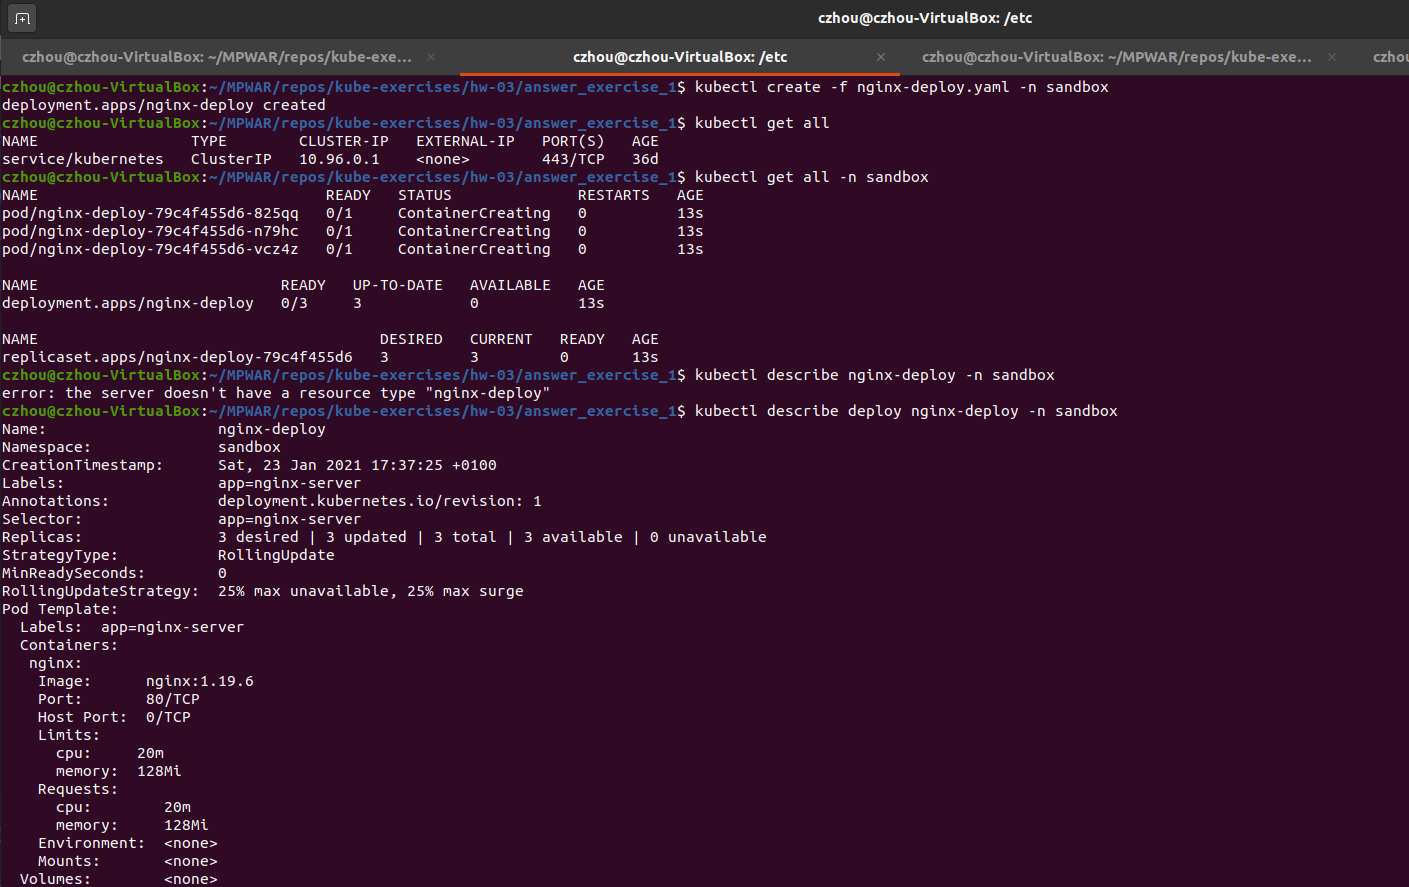 czhou@czhou-VirtualBox: /etc
czhou@czhou-VirtualBox: ~/MPWAR/repos/kube-exe... × czhou@czhou-VirtualBox: /etc × czhou@czhou-VirtualBox: ~/MPWAR/repos/kube-exe... × czhou
czhou@czhou-VirtualBox:~/MPWAR/repos/kube-exercises/hw-03/answer_exercise_1$ kubectl create -f nginx-deploy.yaml -n sandbox
deployment.apps/nginx-deploy created
czhou@czhou-VirtualBox:~/MPWAR/repos/kube-exercises/hw-03/answer_exercise_1$ kubectl get all
NAME                 TYPE        CLUSTER-IP   EXTERNAL-IP   PORT(S)   AGE
service/kubernetes   ClusterIP   10.96.0.1    <none>        443/TCP   36d
czhou@czhou-VirtualBox:~/MPWAR/repos/kube-exercises/hw-03/answer_exercise_1$ kubectl get all -n sandbox
NAME                                READY   STATUS              RESTARTS   AGE
pod/nginx-deploy-79c4f455d6-825qq   0/1     ContainerCreating   0          13s
pod/nginx-deploy-79c4f455d6-n79hc   0/1     ContainerCreating   0          13s
pod/nginx-deploy-79c4f455d6-vcz4z   0/1     ContainerCreating   0          13s
NAME                           READY   UP-TO-DATE   AVAILABLE   AGE
deployment.apps/nginx-deploy   0/3     3            0           13s
NAME                                      DESIRED   CURRENT   READY   AGE
replicaset.apps/nginx-deploy-79c4f455d6   3         3         0       13s
czhou@czhou-VirtualBox:~/MPWAR/repos/kube-exercises/hw-03/answer_exercise_1$ kubectl describe nginx-deploy -n sandbox
error: the server doesn't have a resource type "nginx-deploy"
czhou@czhou-VirtualBox:~/MPWAR/repos/kube-exercises/hw-03/answer_exercise_1$ kubectl describe deploy nginx-deploy -n sandbox
Name:                   nginx-deploy
Namespace:              sandbox
CreationTimestamp:      Sat, 23 Jan 2021 17:37:25 +0100
Labels:                 app=nginx-server
Annotations:            deployment.kubernetes.io/revision: 1
Selector:               app=nginx-server
Replicas:               3 desired | 3 updated | 3 total | 3 available | 0 unavailable
StrategyType:           RollingUpdate
MinReadySeconds:        0
RollingUpdateStrategy:  25% max unavailable, 25% max surge
Pod Template:
  Labels:  app=nginx-server
  Containers:
   nginx:
    Image:      nginx:1.19.6
    Port:       80/TCP
    Host Port:  0/TCP
    Limits:
      cpu:     20m
      memory:  128Mi
    Requests:
      cpu:        20m
      memory:     128Mi
    Environment:  <none>
    Mounts:       <none>
  Volumes:        <none>